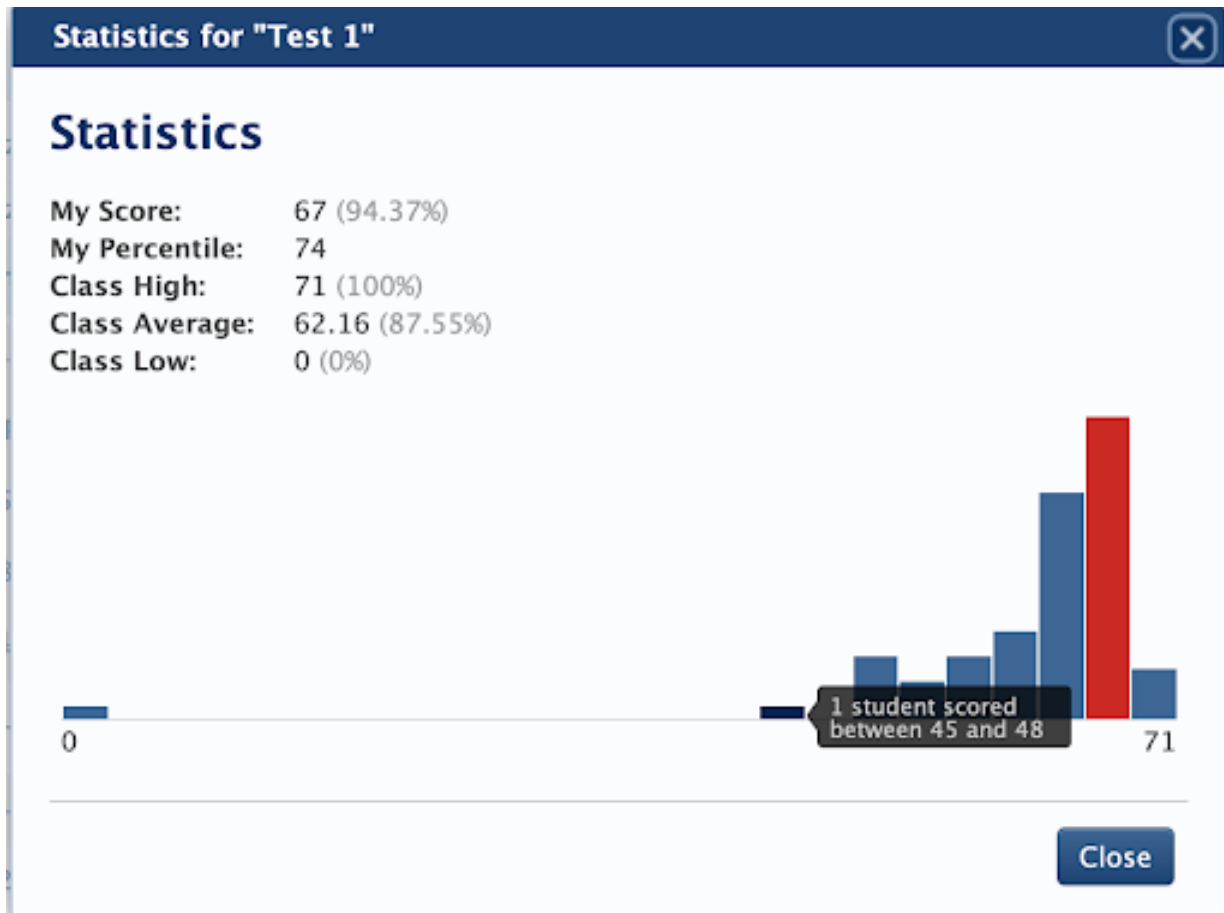 Statistics for "Test 1"
Statistics
My Score: 67 (94.37%)
My Percentile: 74
Class High: 71 (100%)
Class Average: 62.16 (87.55%)
Class Low: 0 (0%)
1 student scored
between 45 and 48
0 71
Close